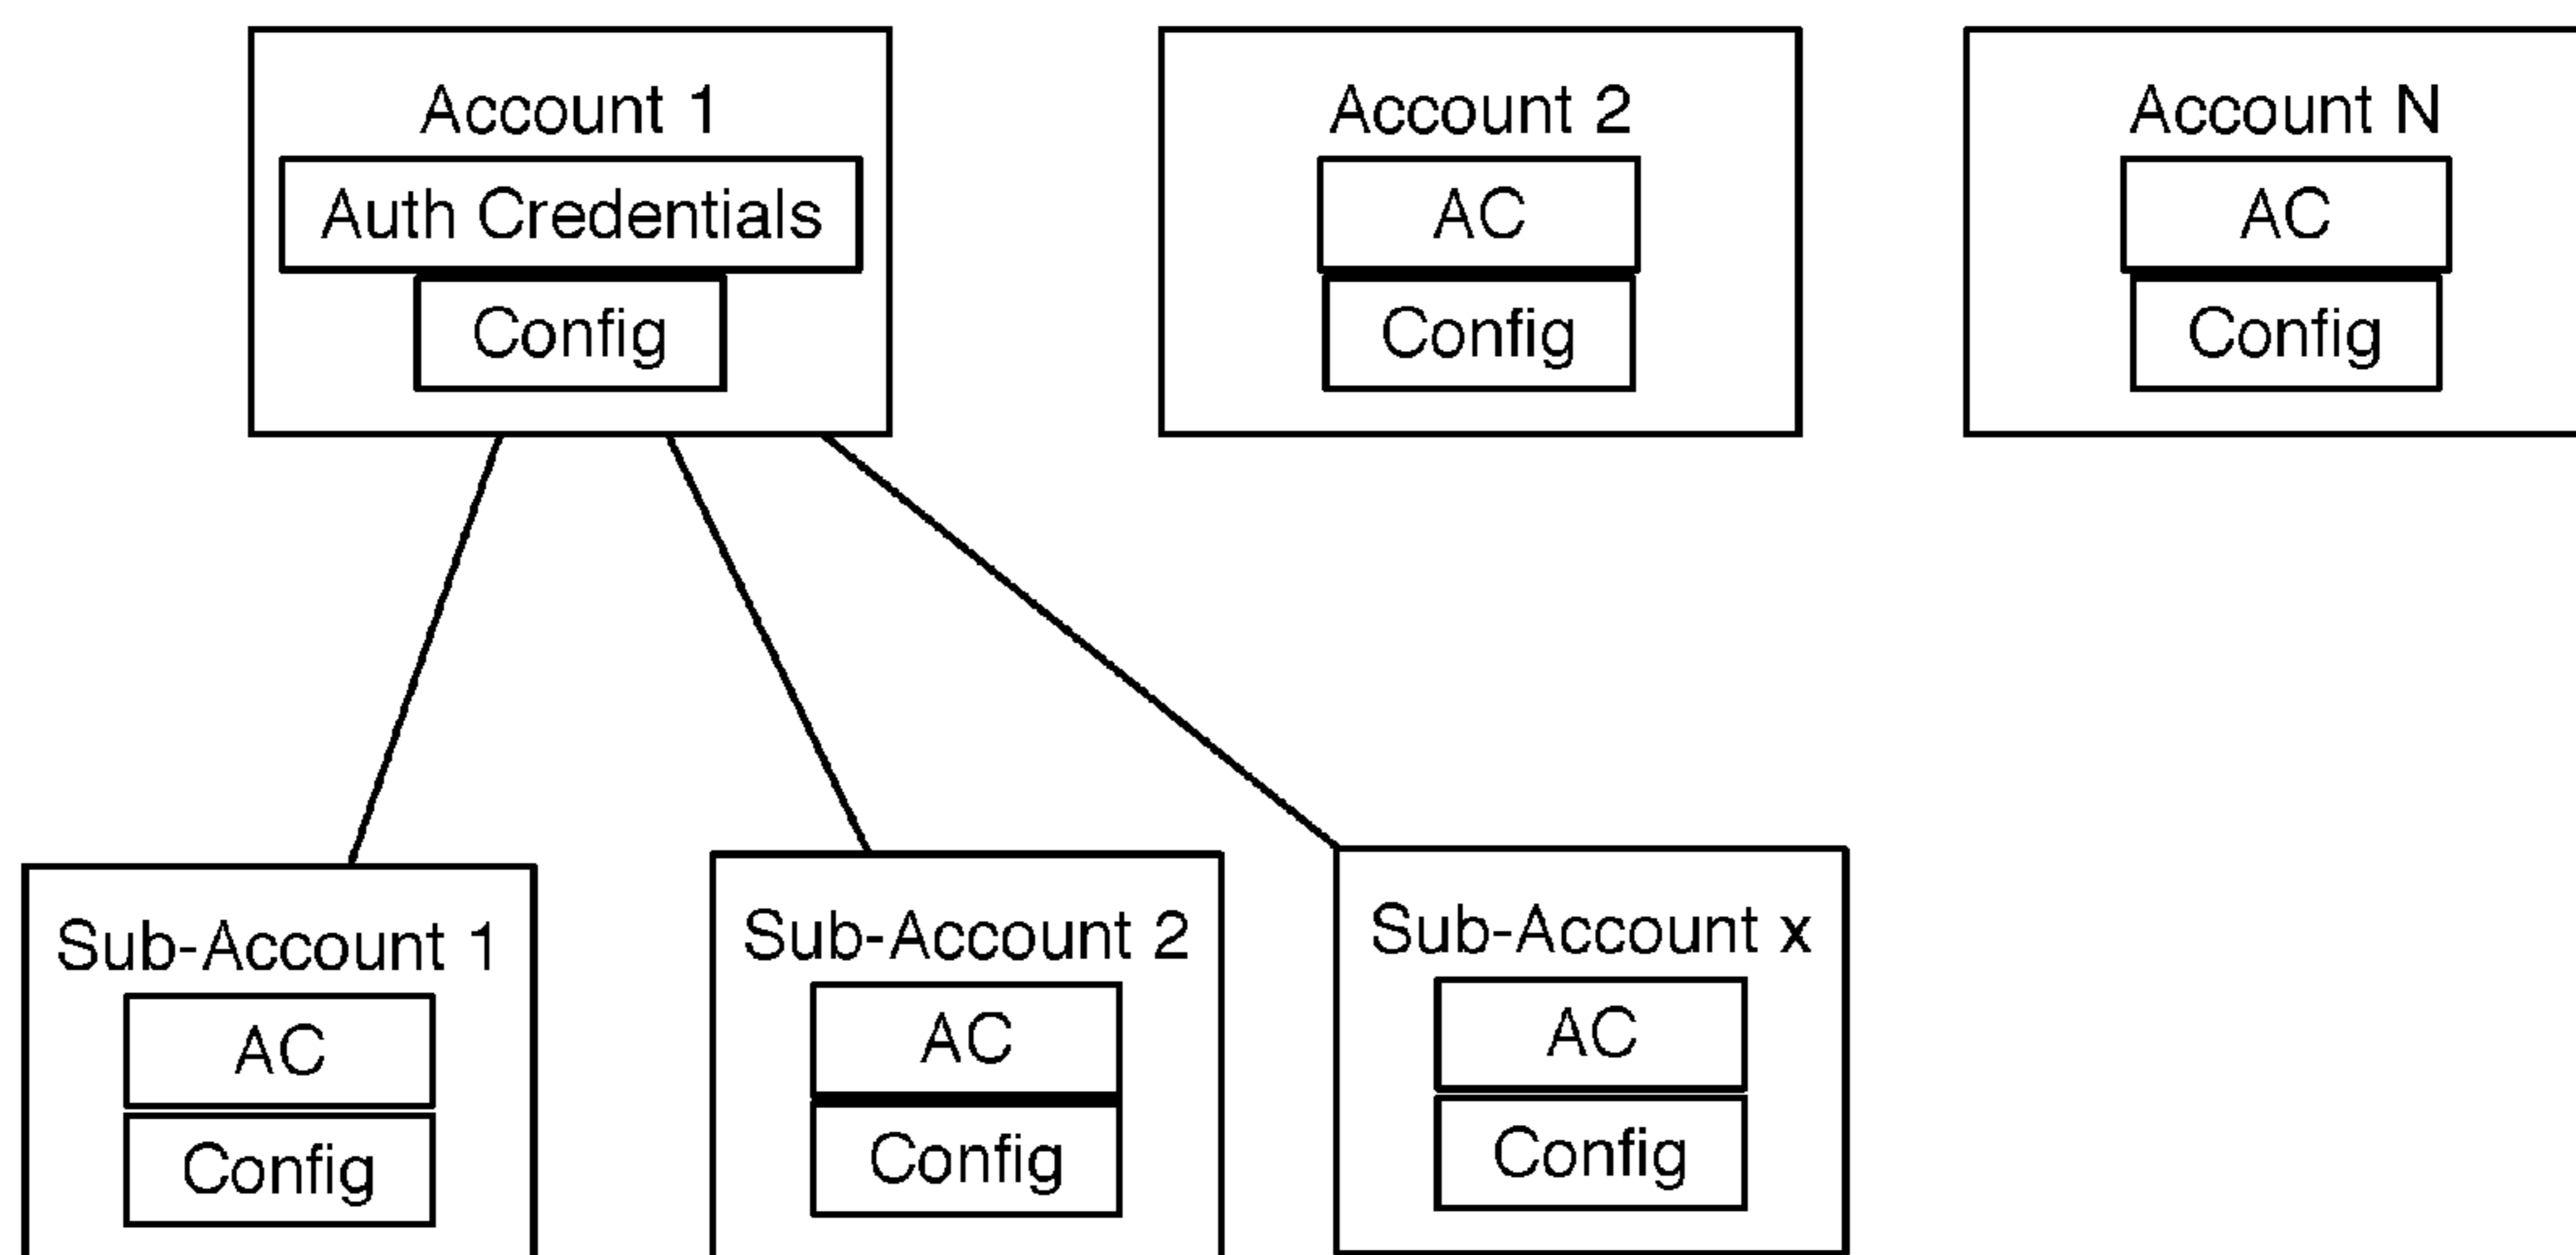 Account 1
Auth Credentials
Config
Account 2
AC
Config
Account N
AC
Config
Sub-Account 1
AC
Config
Sub-Account 2
AC
Config
Sub-Account x
AC
Config